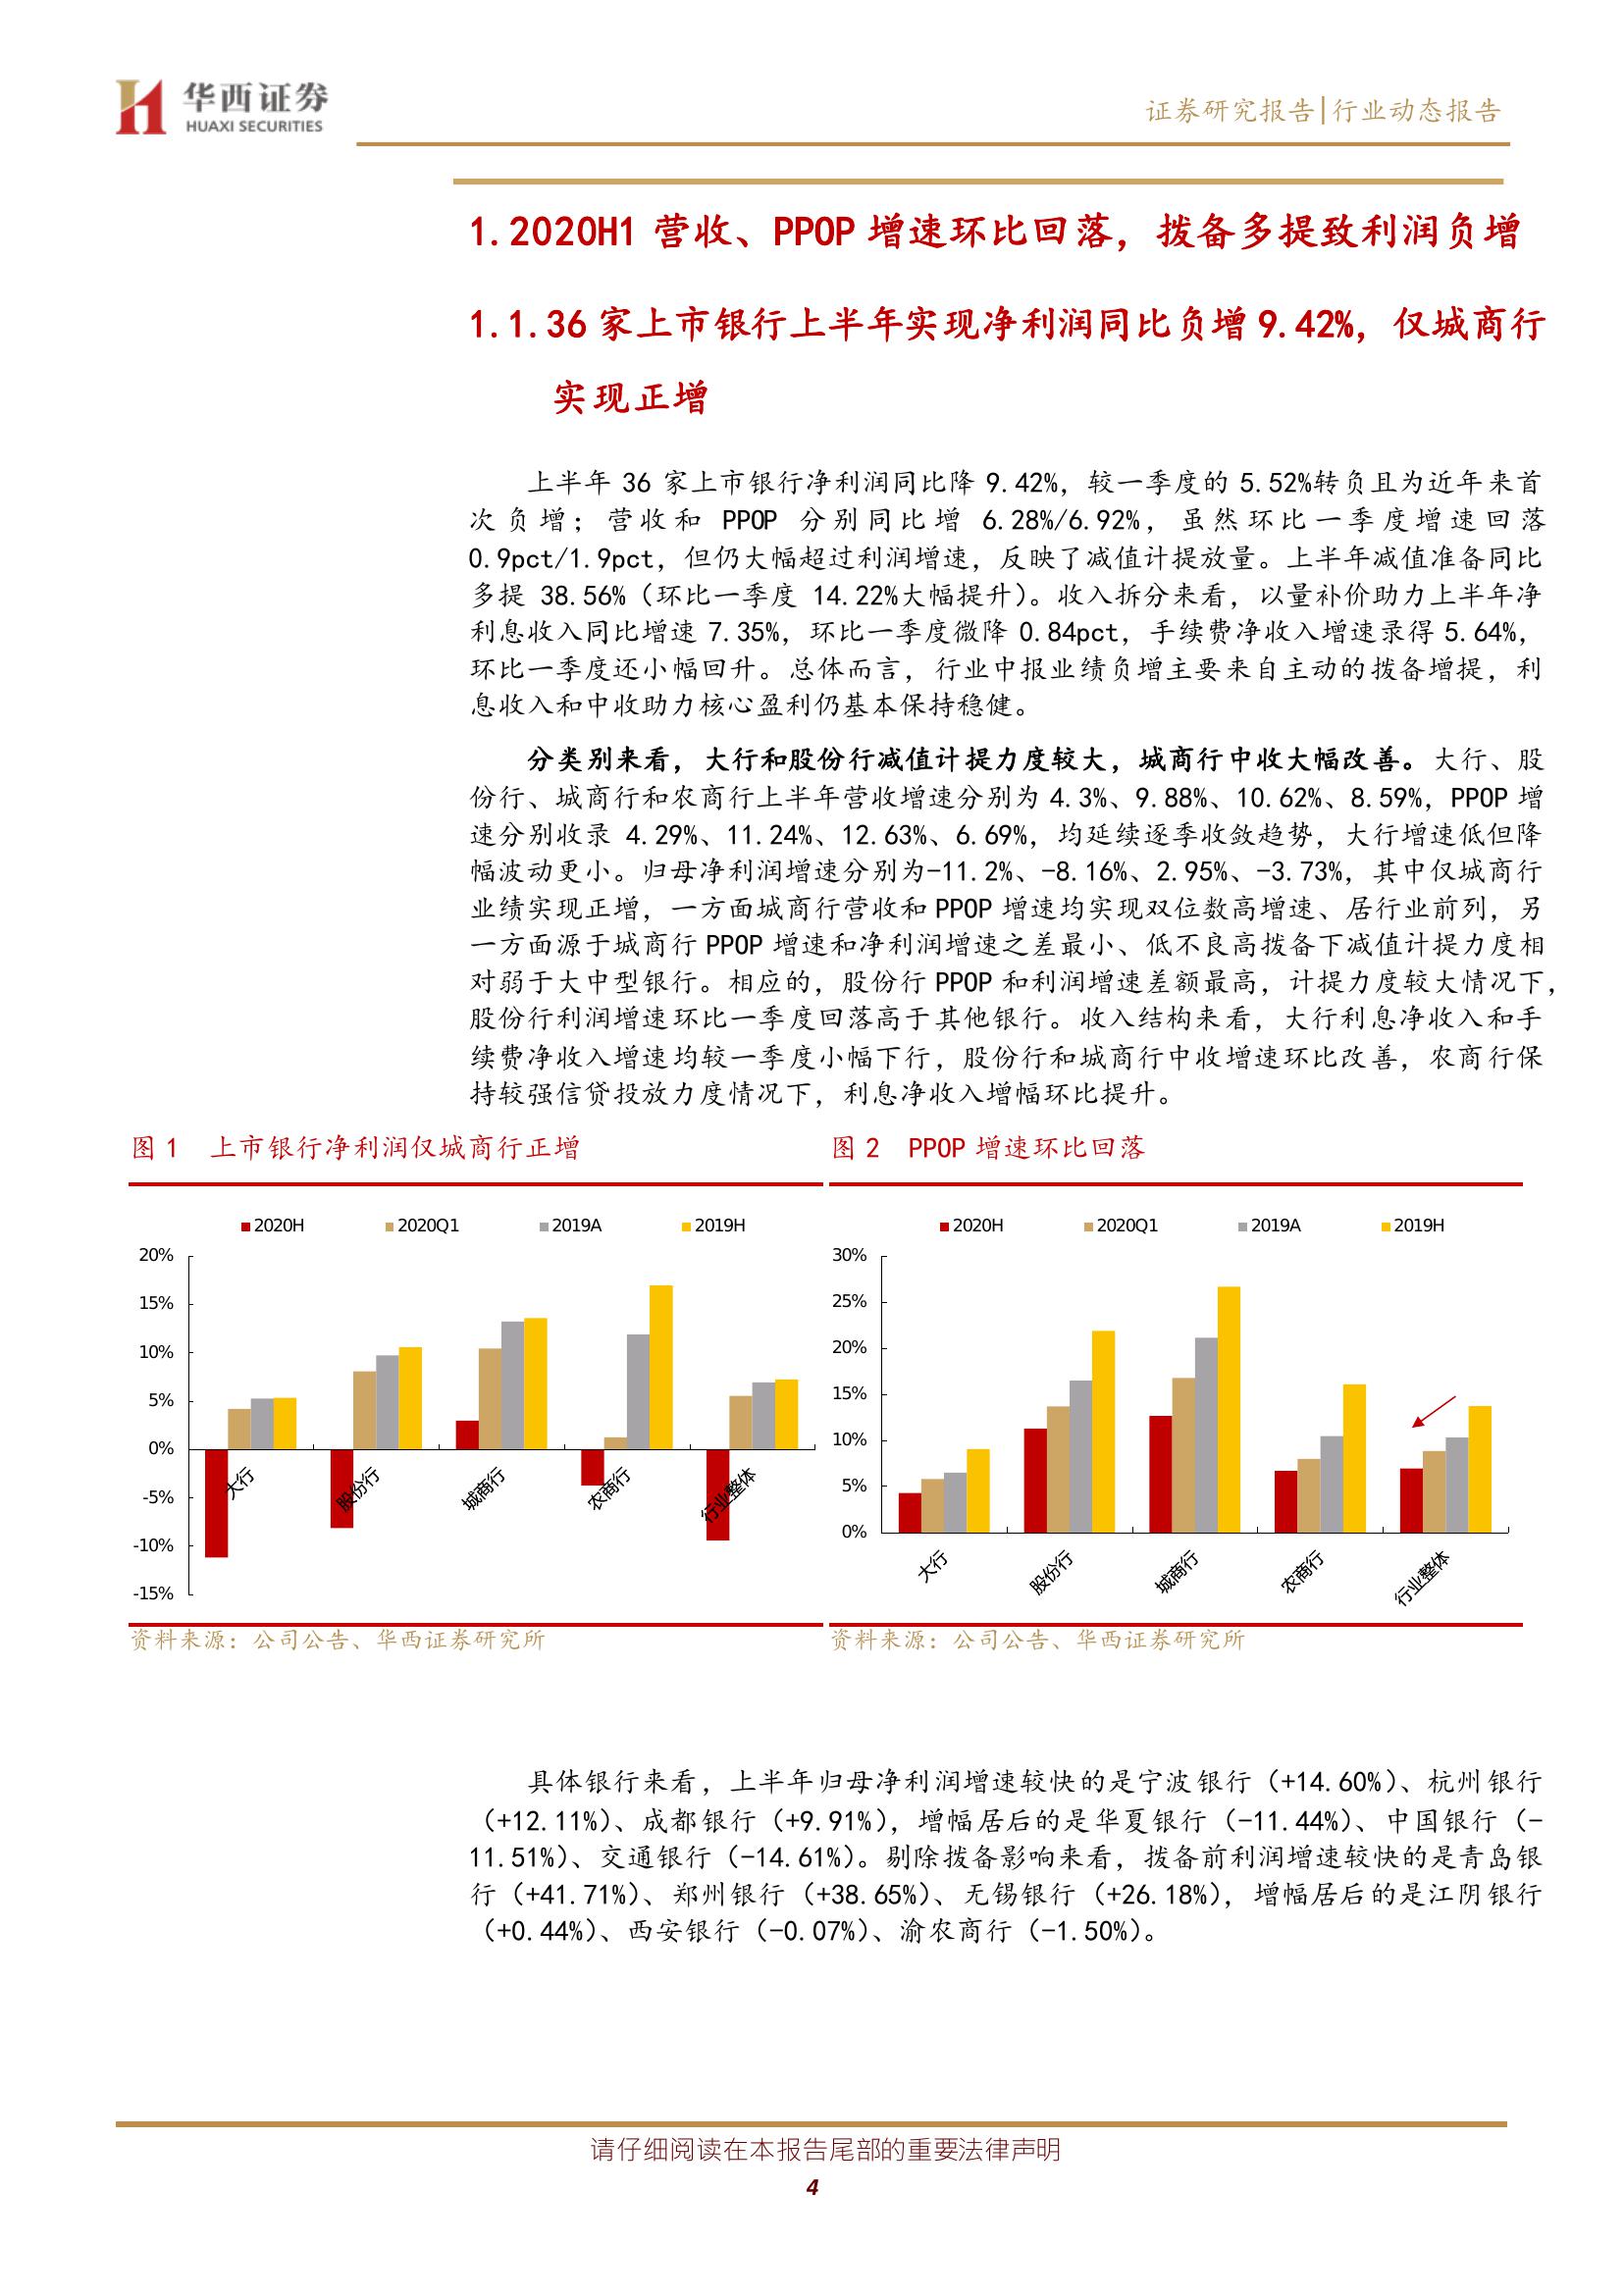 华西证券
HUAXI SECURITIES
证券研究报告|行业动态报告
1.2020H1 营收、PPOP 增速环比回落，拨备多提致利润负增
1.1.36 家上市银行上半年实现净利润同比负增 9.42%，仅城商行
实现正增
上半年 36 家上市银行净利润同比降 9.42%，较一季度的 5.52%转负且为近年来首
次负增；营收和 PPOP 分别同比增 6.28%/6.92%，虽然环比一季度增速回落
0.9pct/1.9pct，但仍大幅超过利润增速，反映了减值计提放量。上半年减值准备同比
多提 38.56%（环比一季度 14.22%大幅提升）。收入拆分来看，以量补价助力上半年净
利息收入同比增速 7.35%，环比一季度微降 0.84pct，手续费净收入增速录得 5.64%，
环比一季度还小幅回升。总体而言，行业中报业绩负增主要来自主动的拨备增提，利
息收入和中收助力核心盈利仍基本保持稳健。
分类别来看，大行和股份行减值计提力度较大，城商行中收大幅改善。大行、股
份行、城商行和农商行上半年营收增速分别为 4.3%、9.88%、10.62%、8.59%，PPOP 增
速分别收录 4.29%、11.24%、12.63%、6.69%，均延续逐季收敛趋势，大行增速低但降
幅波动更小。归母净利润增速分别为-11.2%、-8.16%、2.95%、-3.73%，其中仅城商行
业绩实现正增，一方面城商行营收和 PPOP 增速均实现双位数高增速、居行业前列，另
一方面源于城商行 PPOP 增速和净利润增速之差最小、低不良高拨备下减值计提力度相
对弱于大中型银行。相应的，股份行 PPOP 和利润增速差额最高，计提力度较大情况下，
股份行利润增速环比一季度回落高于其他银行。收入结构来看，大行利息净收入和手
续费净收入增速均较一季度小幅下行，股份行和城商行中收增速环比改善，农商行保
持较强信贷投放力度情况下，利息净收入增幅环比提升。
图 1 上市银行净利润仅城商行正增
2020H 2020Q1 2019A 2019H
20%
15%
10%
5%
0%
-5%
-10%
-15%
大行 股份行 城商行 农商行 行业整体
资料来源：公司公告、华西证券研究所
图 2 PPOP 增速环比回落
2020H 2020Q1 2019A 2019H
30%
25%
20%
15%
10%
5%
0%
大行 股份行 城商行 农商行 行业整体
资料来源：公司公告、华西证券研究所
具体银行来看，上半年归母净利润增速较快的是宁波银行（+14.60%）、杭州银行
（+12.11%）、成都银行（+9.91%），增幅居后的是华夏银行（-11.44%）、中国银行（-
11.51%）、交通银行（-14.61%）。剔除拨备影响来看，拨备前利润增速较快的是青岛银
行（+41.71%）、郑州银行（+38.65%）、无锡银行（+26.18%），增幅居后的是江阴银行
（+0.44%）、西安银行（-0.07%）、渝农商行（-1.50%）。
请仔细阅读在本报告尾部的重要法律声明
4